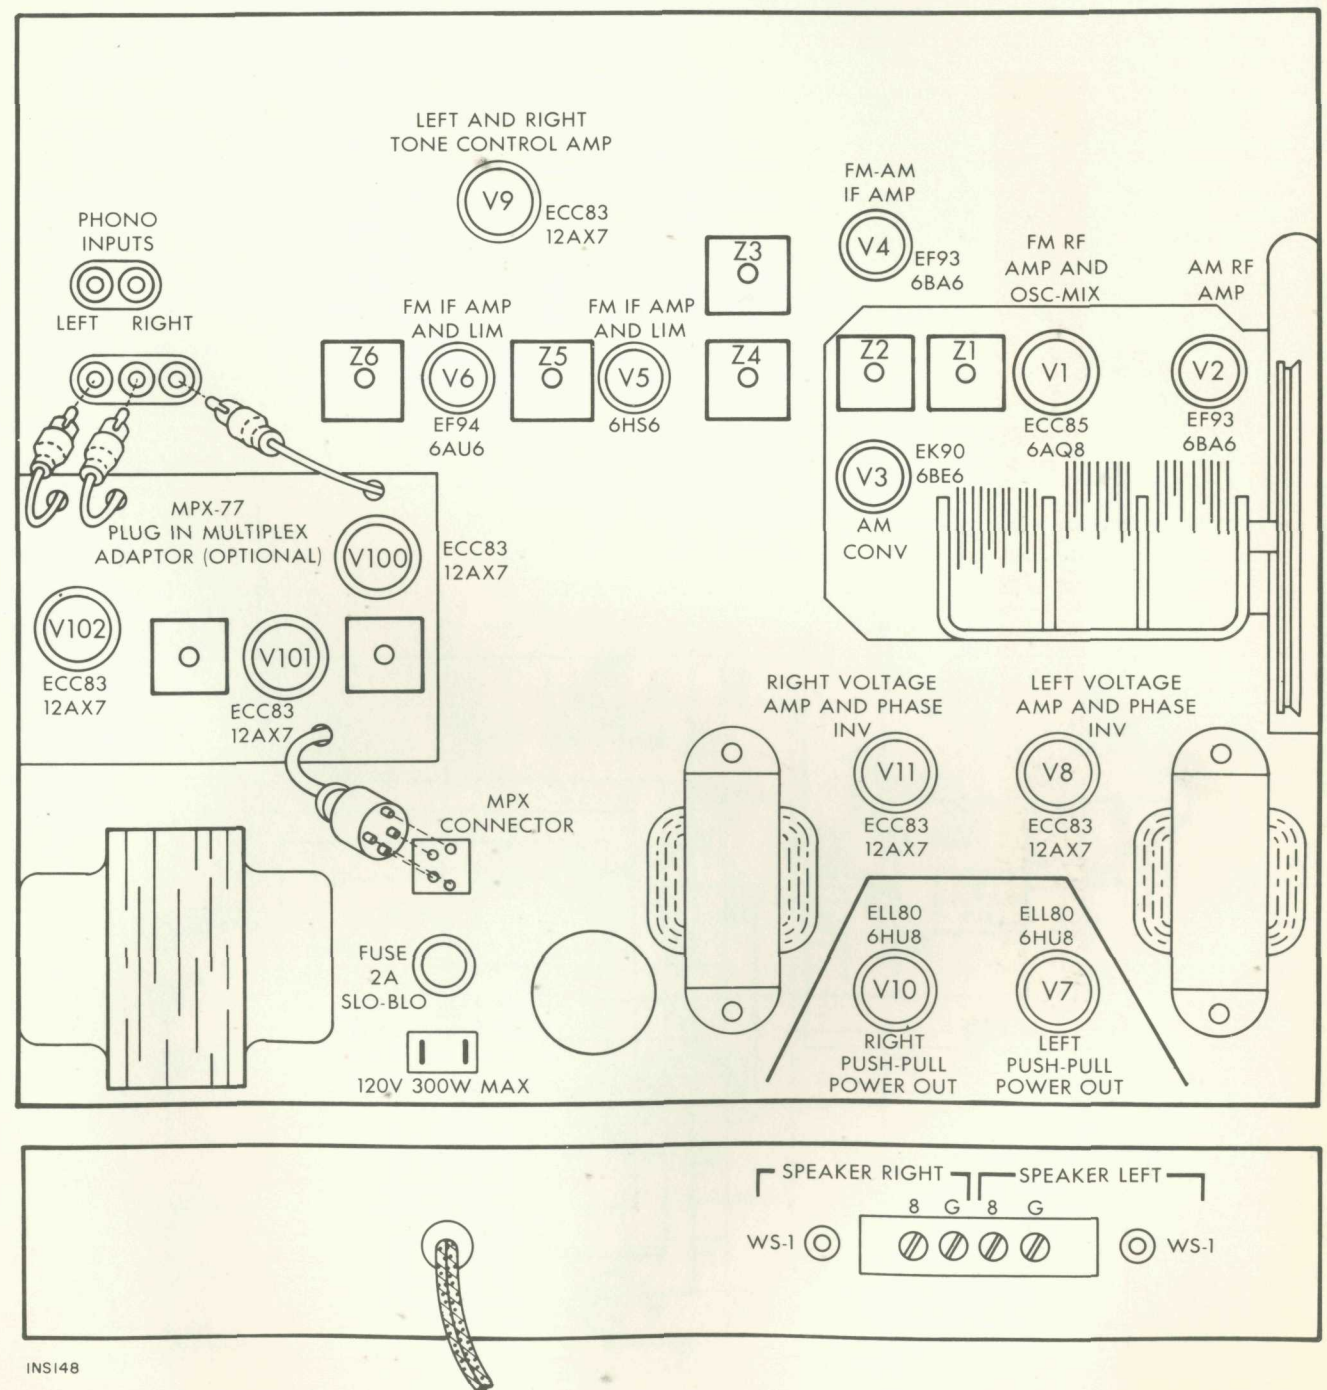 LEFT AND RIGHT
TONE CONTROL AMP
V9
ECC83
12AX7
PHONO
INPUTS
LEFT RIGHT
FM-AM
IF AMP
V4
EF93
6BA6
FM RF
AMP AND
OSC-MIX
AM RF
AMP
Z3
FM IF AMP
AND LIM
FM IF AMP
AND LIM
Z6
V6
EF94
6AU6
Z5
V5
6HS6
Z4
Z2
Z1
V1
ECC85
6AQ8
V2
EF93
6BA6
V3
EK90
6BE6
AM
CONV
MPX-77
PLUG IN MULTIPLEX
ADAPTOR (OPTIONAL)
V100
ECC83
12AX7
V102
ECC83
12AX7
V101
ECC83
12AX7
RIGHT VOLTAGE
AMP AND PHASE
INV
V11
ECC83
12AX7
LEFT VOLTAGE
AMP AND PHASE
INV
V8
ECC83
12AX7
MPX
CONNECTOR
FUSE
2A
SLO-BLO
120V 300W MAX
ELL80
6HU8
V10
RIGHT
PUSH-PULL
POWER OUT
ELL80
6HU8
V7
LEFT
PUSH-PULL
POWER OUT
SPEAKER RIGHT
SPEAKER LEFT
8 G 8 G
WS-1
WS-1
INS148